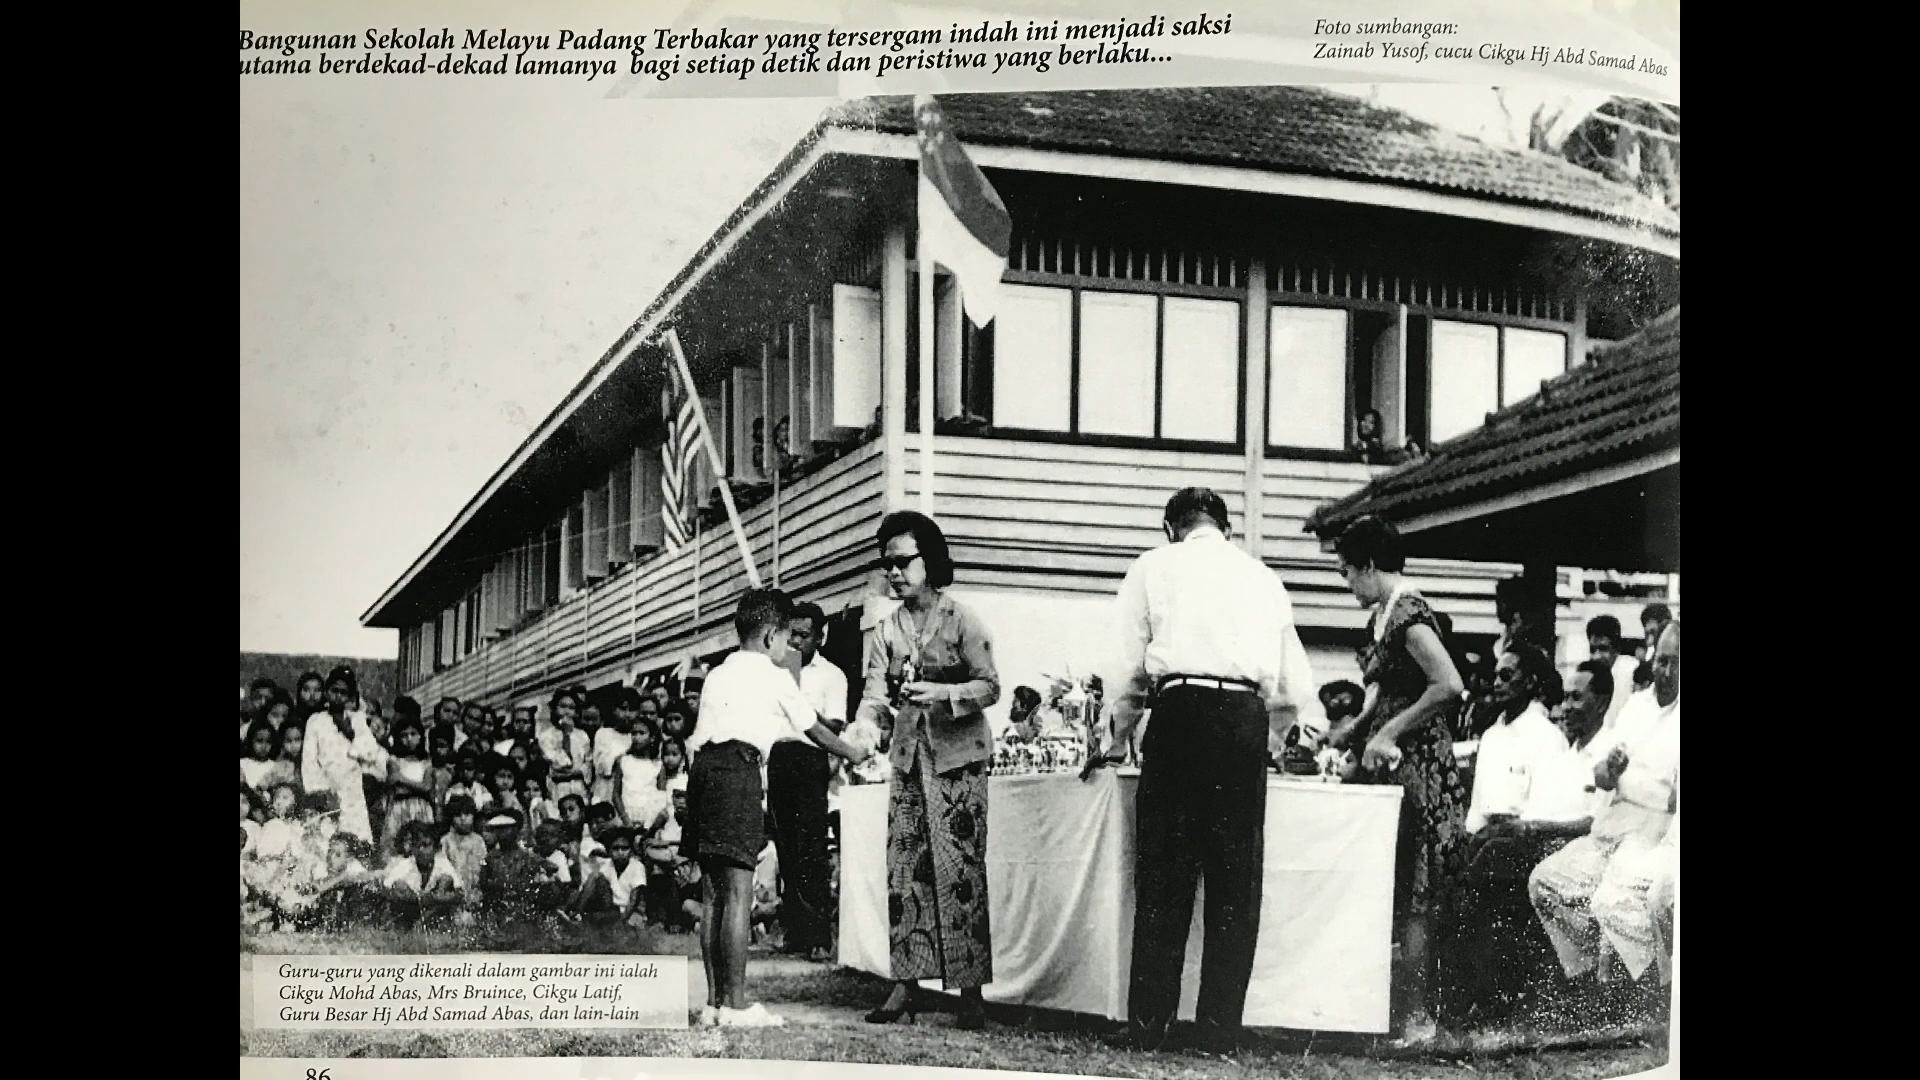 Bangunan Sekolah Melayu Padang Terbakar yang tersergam indah ini menjadi saksi
utama berdekad-dekad lamanya bagi setiap detik dan peristiwa yang berlaku...
Foto sumbangan:
Zainab Yusof, cucu Cikgu Hj Abd Samad Abas
Guru-guru yang dikenali dalam gambar ini ialah
Cikgu Mohd Abas, Mrs Bruince, Cikgu Latif,
Guru Besar Hj Abd Samad Abas, dan lain-lain
86